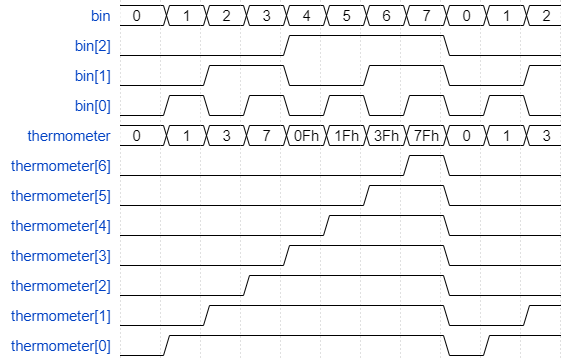 bin 0 1 2 3 4 5 6 7 0 1 2
bin[2]
bin[1]
bin[0]
thermometer 0 1 3 7 0Fh 1Fh 3Fh 7Fh 0 1 3
thermometer[6]
thermometer[5]
thermometer[4]
thermometer[3]
thermometer[2]
thermometer[1]
thermometer[0]